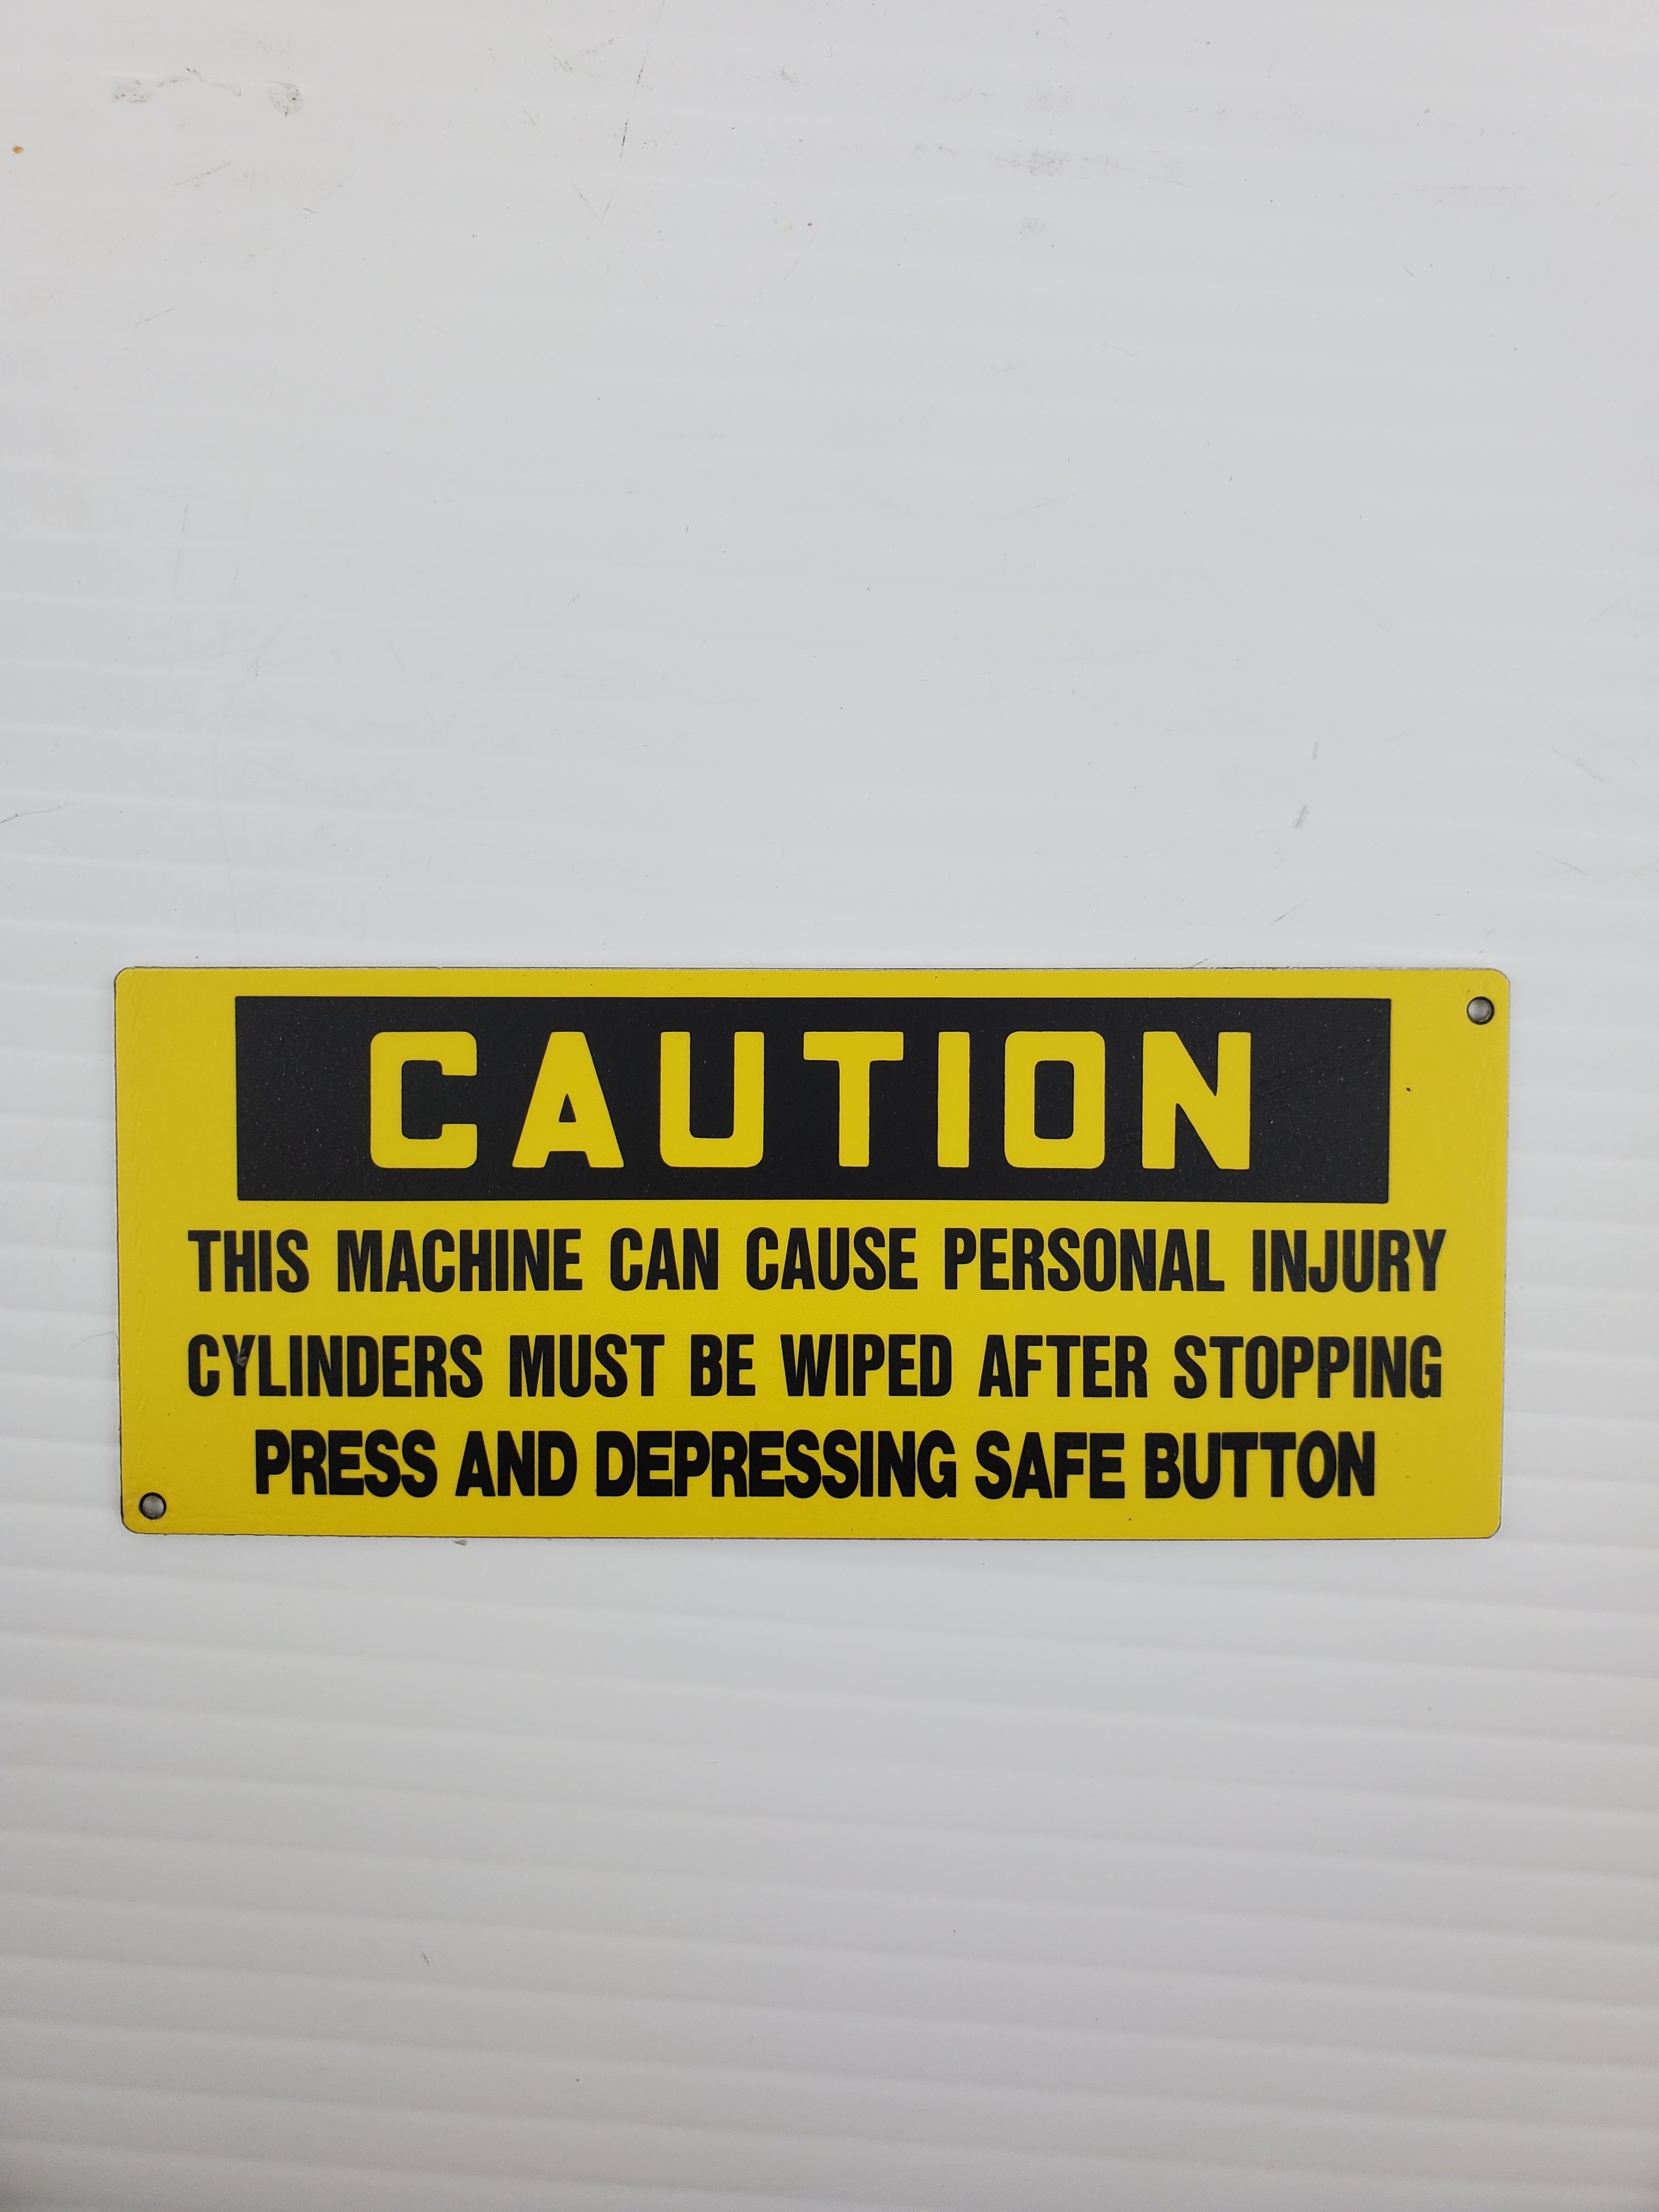 CAUTION
THIS MACHINE CAN CAUSE PERSONAL INJURY
CYLINDERS MUST BE WIPED AFTER STOPPING
PRESS AND DEPRESSING SAFE BUTTON